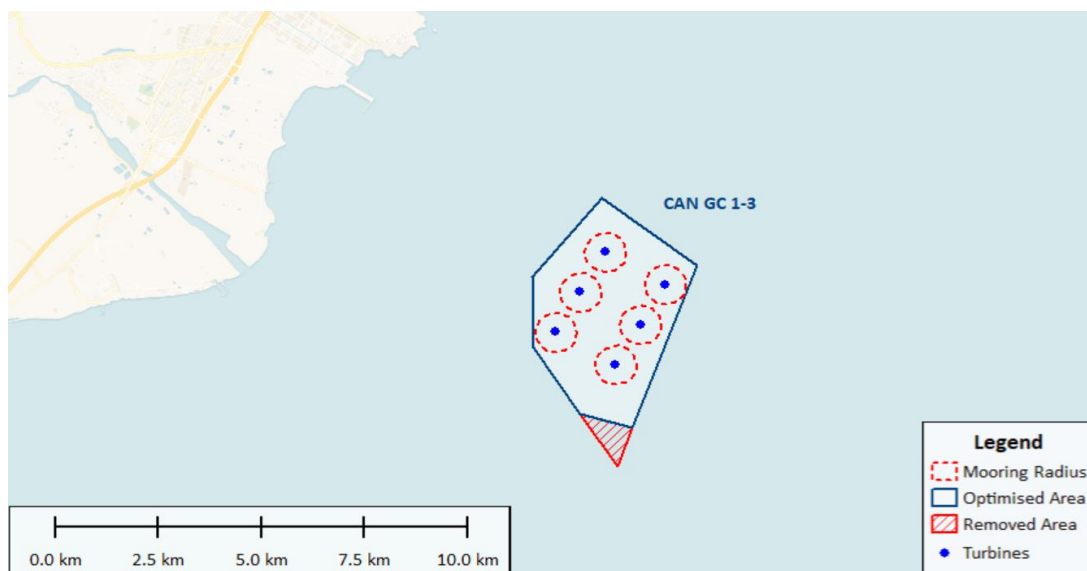 CAN GC 1-3
Legend
Mooring Radius
Optimised Area
Removed Area
Turbines
0.0 km 2.5 km 5.0 km 7.5 km 10.0 km